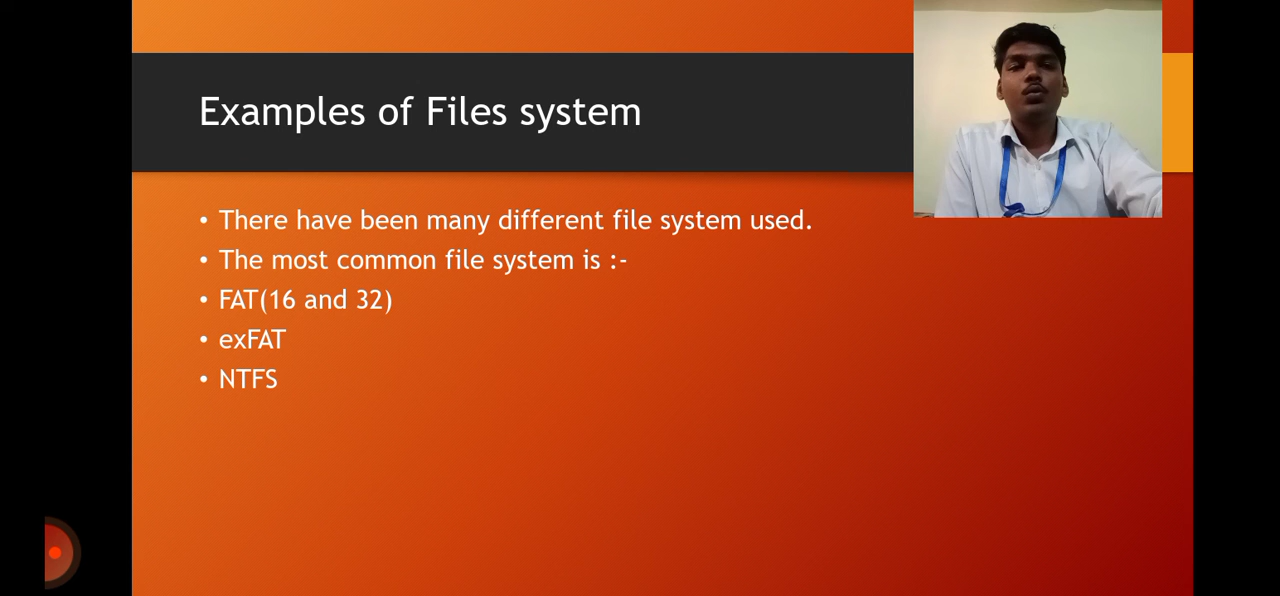 Examples of Files system
• There have been many different file system used.
• The most common file system is :-
• FAT(16 and 32)
• exFAT
• NTFS